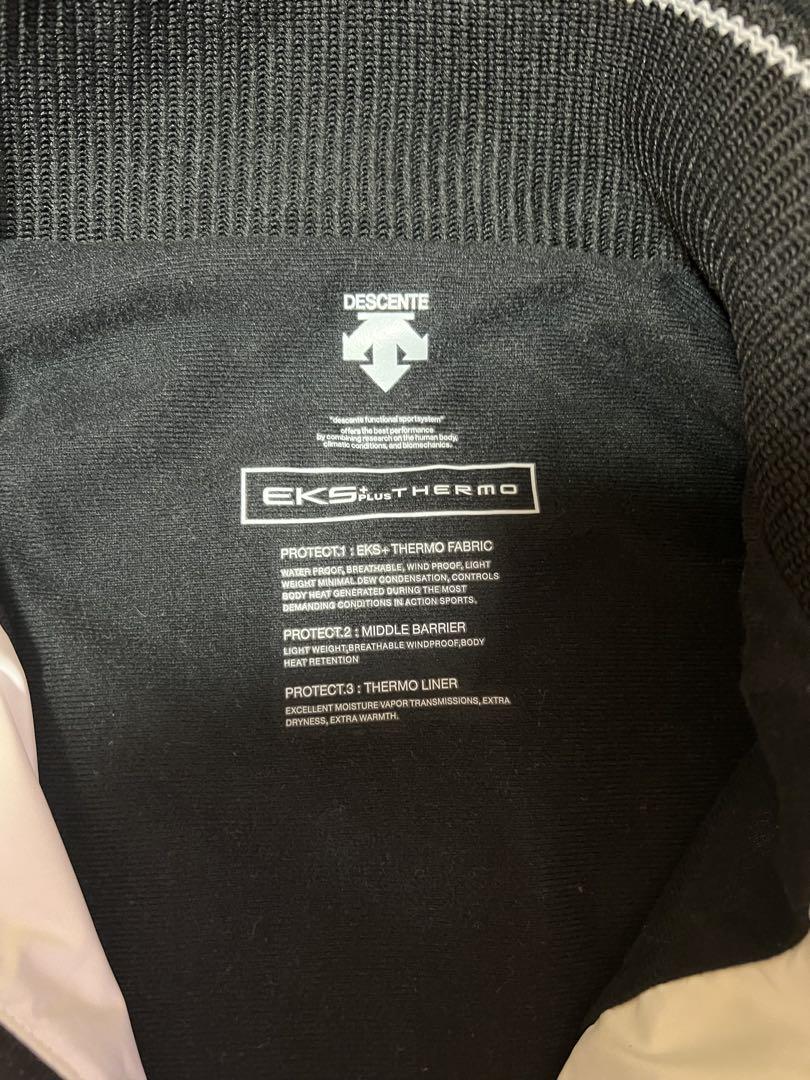 DESCENTE
"descente functional sportsystem"
offers the best performance
by combining research on the human body,
climatic conditions, and biomechanics.
EKS+PLUS THERMO
PROTECT.1 : EKS+THERMO FABRIC
WATER PROOF, BREATHABLE, WIND PROOF, LIGHT
WEIGHT MINIMAL DEW CONDENSATION, CONTROLS
BODY HEAT GENERATED DURING THE MOST
DEMANDING CONDITIONS IN ACTION SPORTS.
PROTECT.2 : MIDDLE BARRIER
LIGHT WEIGHT,BREATHABLE WINDPROOF,BODY
HEAT RETENTION
PROTECT.3 : THERMO LINER
EXCELLENT MOISTURE VAPOR TRANSMISSIONS, EXTRA
DRYNESS, EXTRA WARMTH.